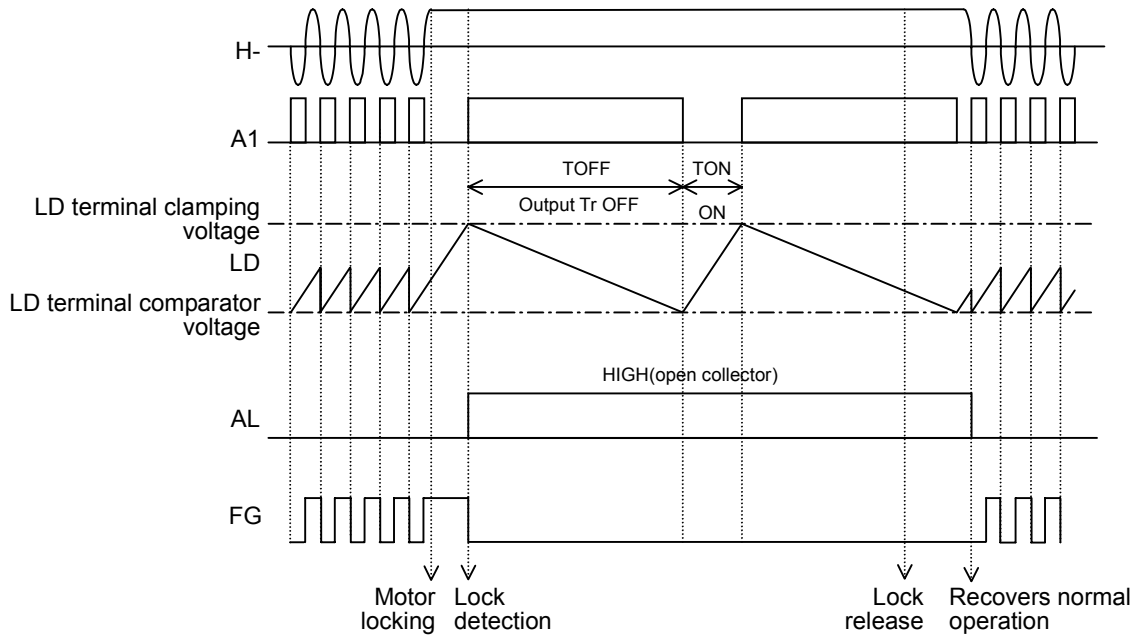 H-
A1
TOFF
TON
LD terminal clamping
voltage
Output Tr OFF
ON
LD
LD terminal comparator
voltage
HIGH(open collector)
AL
FG
Motor
locking
Lock
detection
Lock
release
Recovers normal
operation